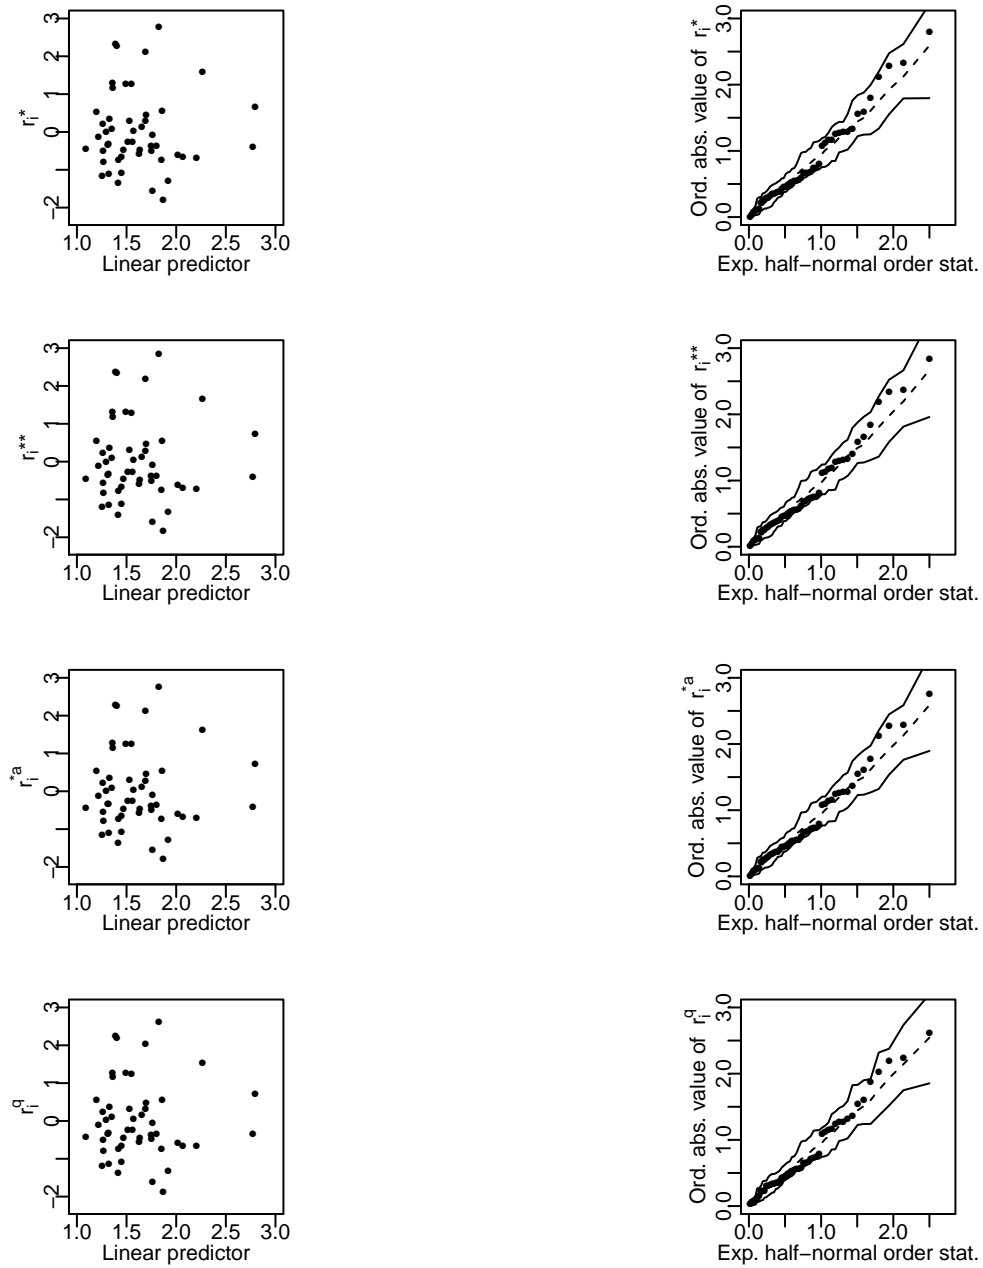 3
2
1
0
−2
r_i^*
1.0 1.5 2.0 2.5 3.0
Linear predictor
3.0
2.0
1.0
0.0
Ord. abs. value of r_i^*
0.0 1.0 2.0
Exp. half−normal order stat.
3
2
1
0
−2
r_i^**
1.0 1.5 2.0 2.5 3.0
Linear predictor
3.0
2.0
1.0
0.0
Ord. abs. value of r_i^**
0.0 1.0 2.0
Exp. half−normal order stat.
3
2
1
0
−2
r_i^*a
1.0 1.5 2.0 2.5 3.0
Linear predictor
3.0
2.0
1.0
0.0
Ord. abs. value of r_i^*a
0.0 1.0 2.0
Exp. half−normal order stat.
3
2
1
0
−2
r_i^q
1.0 1.5 2.0 2.5 3.0
Linear predictor
3.0
2.0
1.0
0.0
Ord. abs. value of r_i^q
0.0 1.0 2.0
Exp. half−normal order stat.